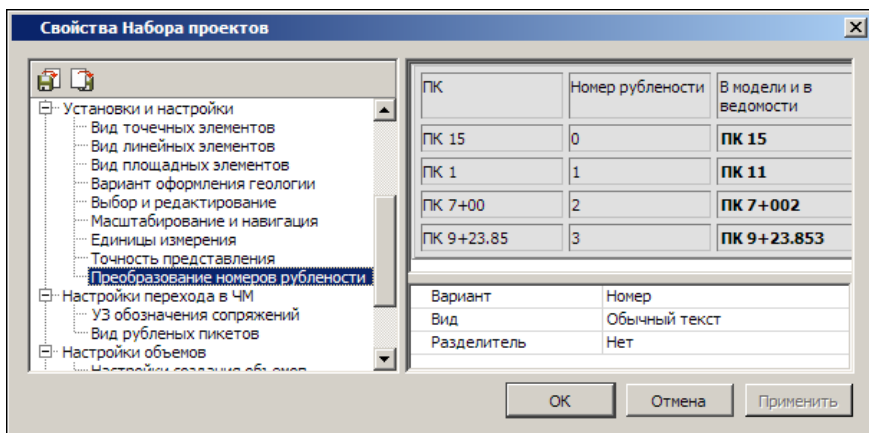 Свойства Набора проектов
Установки и настройки
Вид точечных элементов
Вид линейных элементов
Вид площадных элементов
Вариант оформления геологии
Выбор и редактирование
Масштабирование и навигация
Единицы измерения
Точность представления
Преобразование номеров рублености
Настройки перехода в ЧМ
УЗ обозначения сопряжений
Вид рубленых пикетов
Настройки объемов
Настройки создания объемов
ПК Номер рублености В модели и в ведомости
ПК 15 0 ПК 15
ПК 1 1 ПК 11
ПК 7+00 2 ПК 7+002
ПК 9+23.85 3 ПК 9+23.853
Вариант Номер
Вид Обычный текст
Разделитель Нет
ОК Отмена Применить